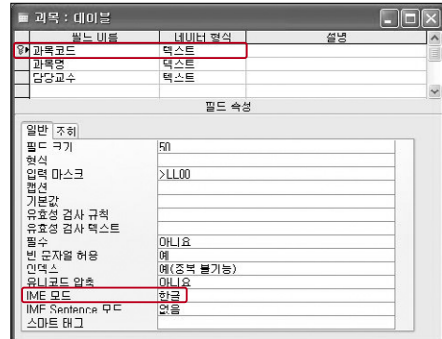 과목 : 테이블
필드 이름 데이터 형식 설명
과목코드 텍스트
과목명 텍스트
담당교수 텍스트
필드 속성
일반 조회
필드 크기 50
형식
입력 마스크 >LL00
캡션
기본값
유효성 검사 규칙
유효성 검사 텍스트
필수 아니요
빈 문자열 허용 예
인덱스 예(중복 불가능)
유니코드 압축 아니요
IME 모드 한글
IME Sentence 모드 없음
스마트 태그